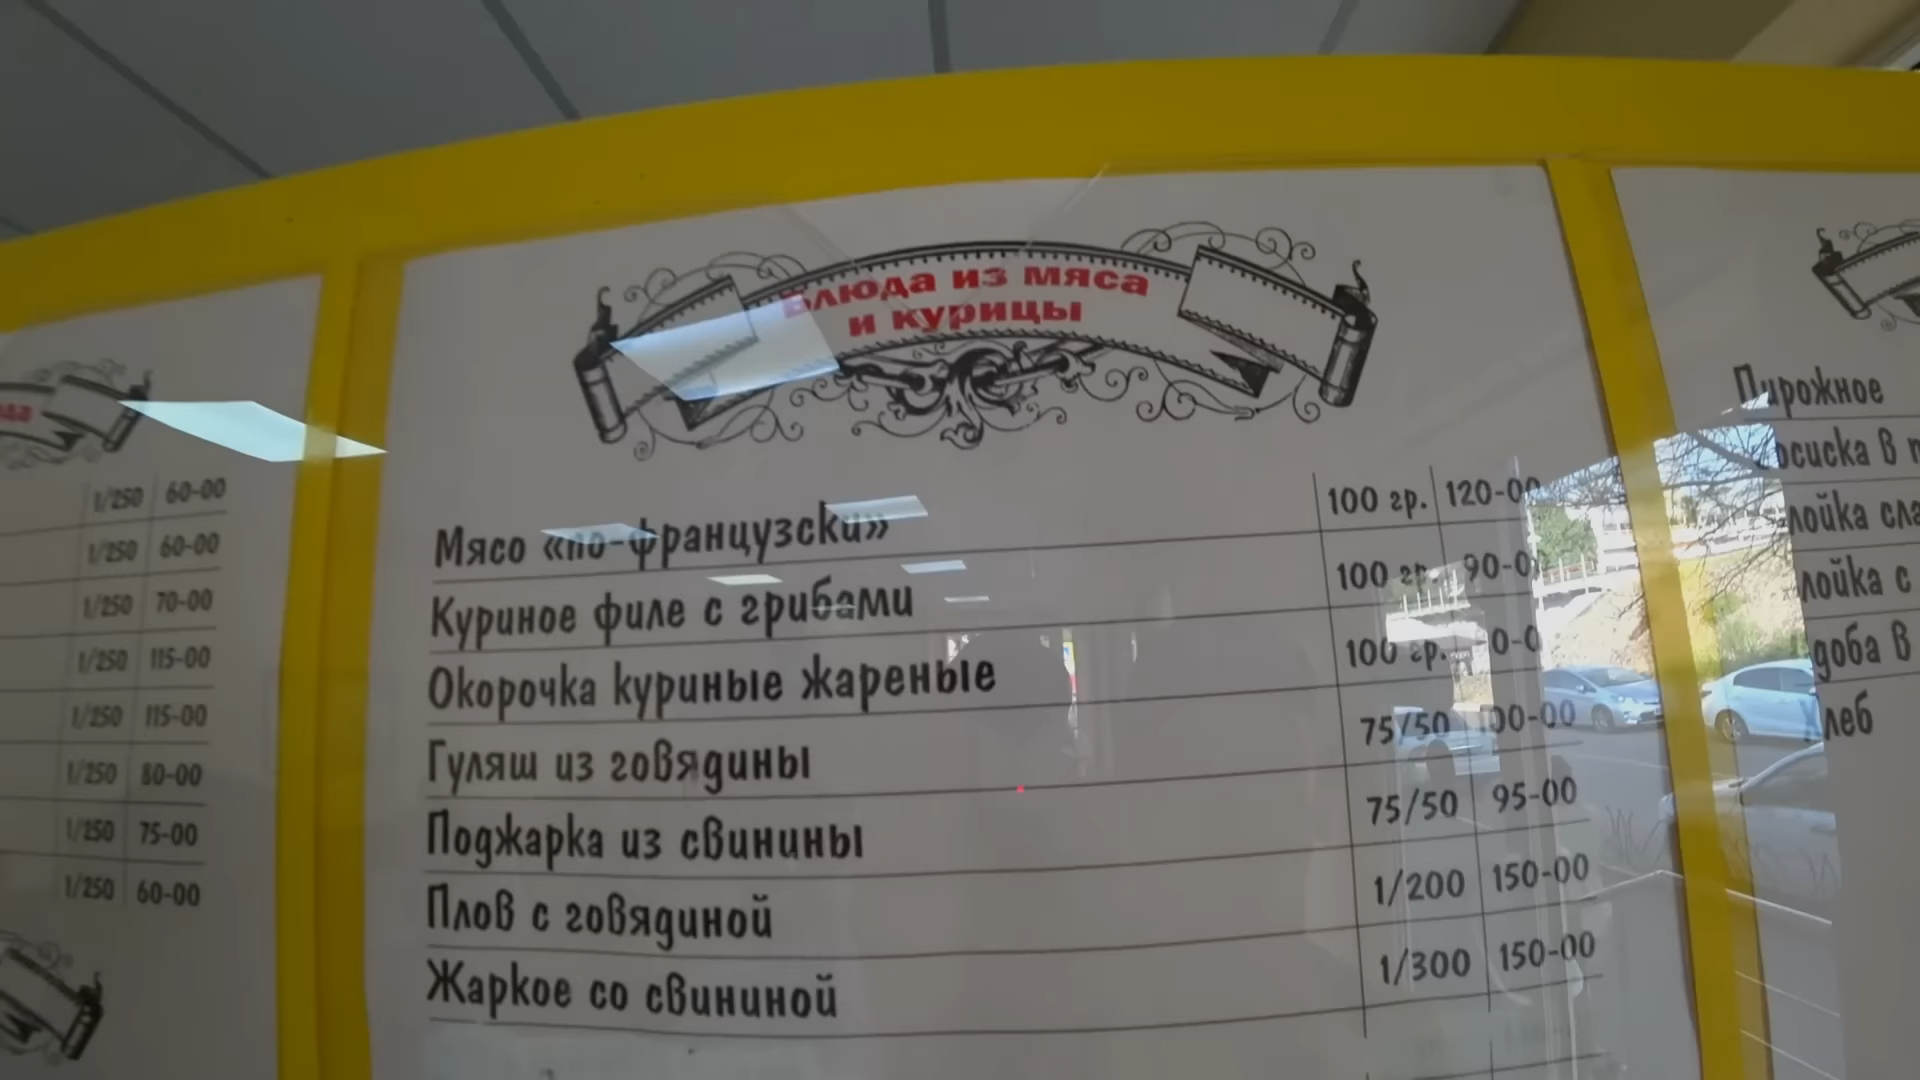 1/250 60-00
1/250 60-00
1/250 70-00
1/250 115-00
1/250 115-00
1/250 80-00
1/250 75-00
1/250 60-00
Блюда из мяса
и курицы
Мясо «по-французски» 100 гр. 120-00
Куриное филе с грибами 100 гр.
Окорочка куриные жареные 100 гр.
Гуляш из говядины 75/50 100-00
Поджарка из свинины 75/50 95-00
Плов с говядиной 1/200 150-00
Жаркое со свининой 1/300 150-00
Пирожное
Хлеб